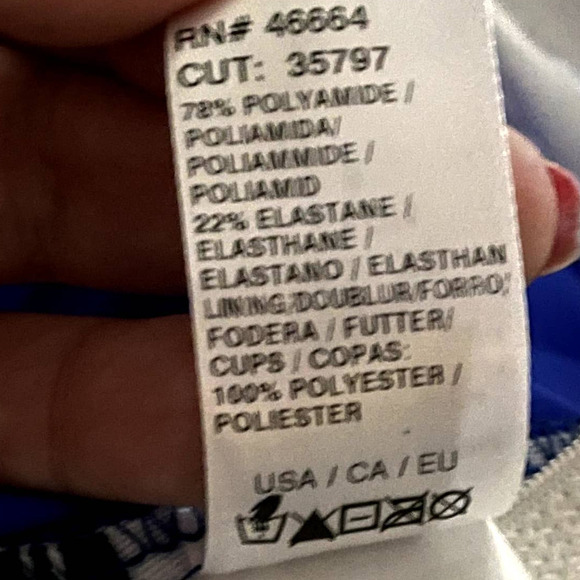 RN# 46664
CUT: 35797
78% POLYAMIDE /
POLIAMIDA/
POLIAMMIDE /
POLIAMID
22% ELASTANE /
ELASTHANE /
ELASTANO / ELASTHAN
LINING/DOUBLUR/FORRO/
FODERA / FUTTER/
CUPS / COPAS:
100% POLYESTER /
POLIESTER
USA / CA / EU